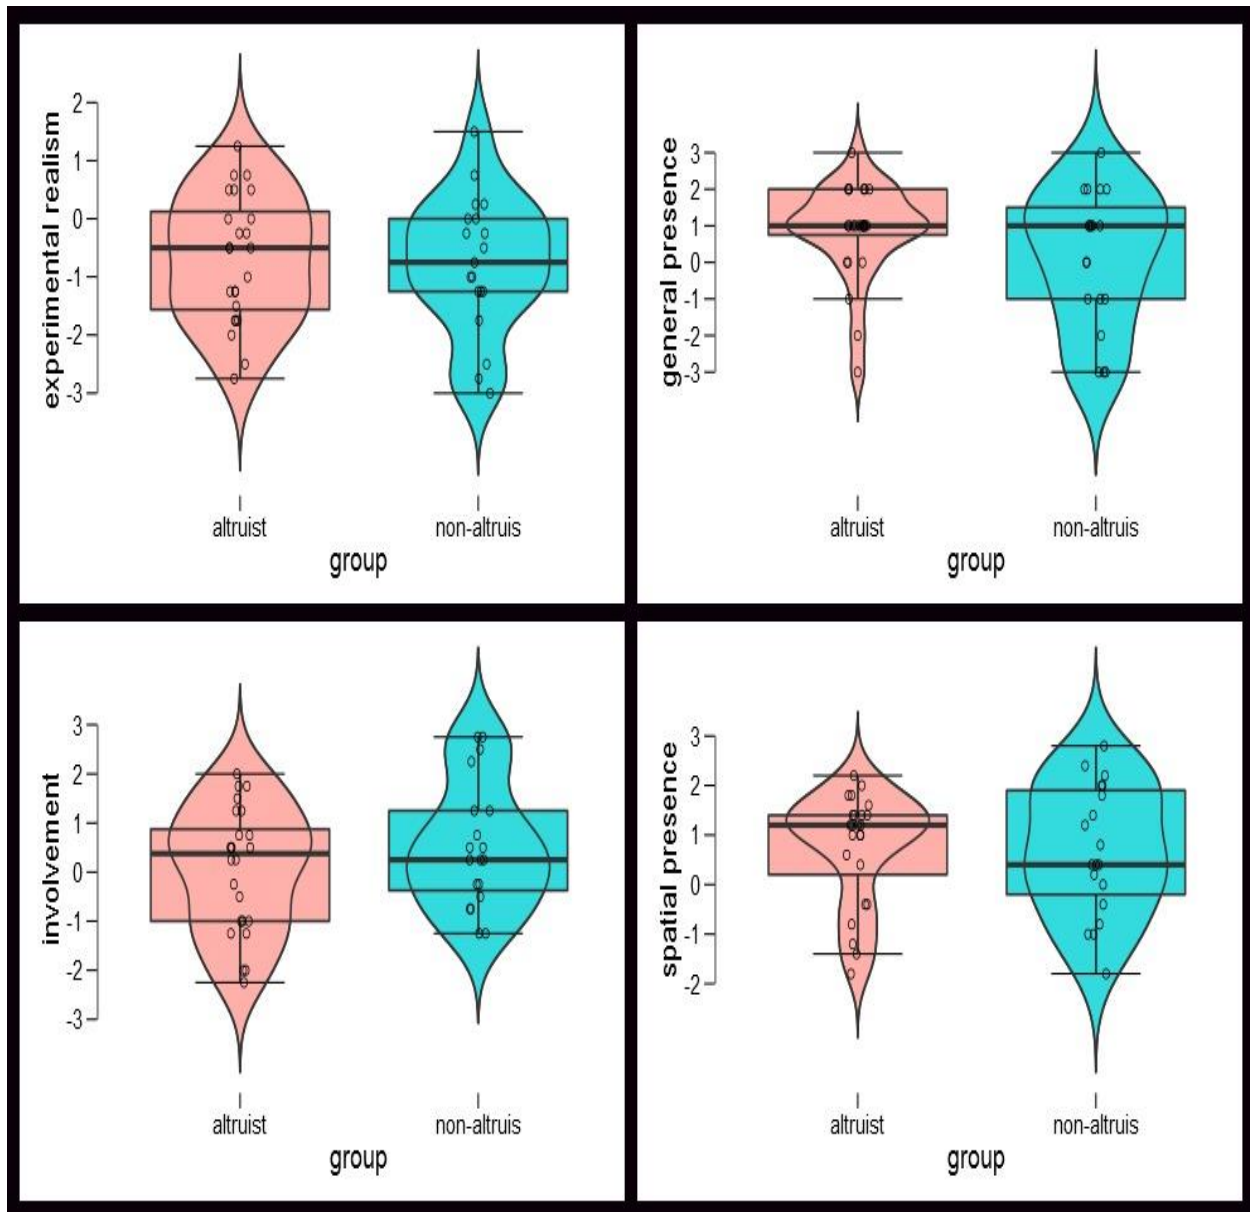 experimental realism
2
1
0
-1
-2
-3
altruist non-altruis
group
general presence
3
2
1
0
-1
-2
-3
altruist non-altruis
group
involvement
3
2
1
0
-1
-2
-3
altruist non-altruis
group
spatial presence
3
2
1
0
-1
-2
altruist non-altruis
group